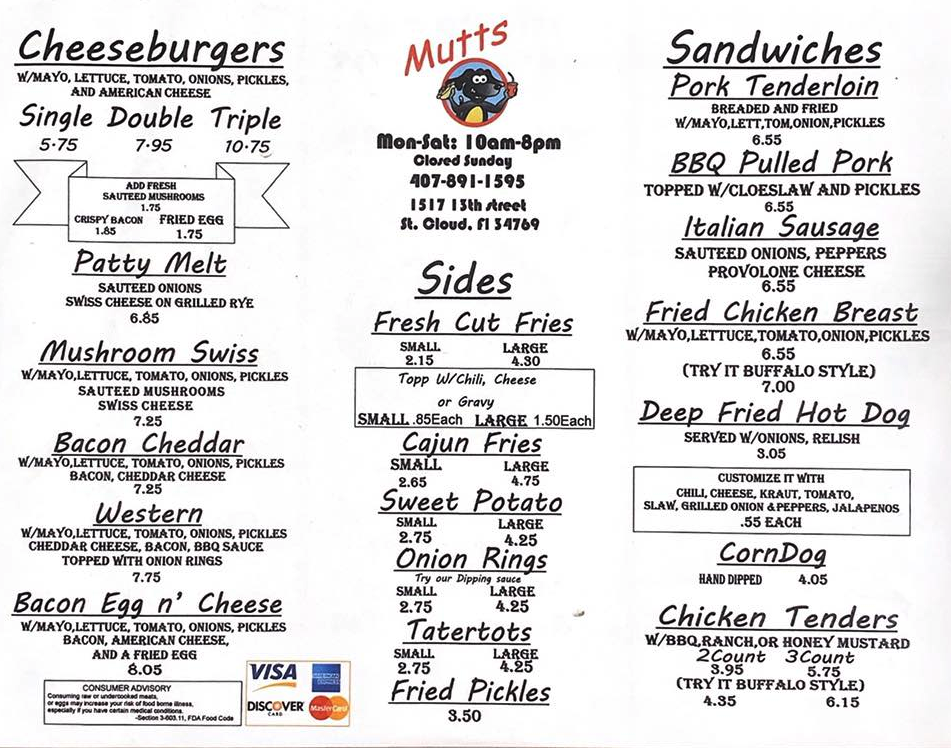 Cheeseburgers
W/MAYO, LETTUCE, TOMATO, ONIONS, PICKLES,
AND AMERICAN CHEESE
Single Double Triple
5.75 7.95 10.75
ADD FRESH
SAUTEED MUSHROOMS
1.75
CRISPY BACON FRIED EGG
1.85 1.75
Patty Melt
SAUTEED ONIONS
SWISS CHEESE ON GRILLED RYE
6.85
Mushroom Swiss
W/MAYO,LETTUCE, TOMATO, ONIONS, PICKLES
SAUTEED MUSHROOMS
SWISS CHEESE
7.25
Bacon Cheddar
W/MAYO,LETTUCE, TOMATO, ONIONS, PICKLES
BACON, CHEDDAR CHEESE
7.25
Western
W/MAYO,LETTUCE, TOMATO, ONIONS, PICKLES
CHEDDAR CHEESE, BACON, BBQ SAUCE
TOPPED WITH ONION RINGS
7.75
Bacon Egg n' Cheese
W/MAYO,LETTUCE, TOMATO, ONIONS, PICKLES
BACON, AMERICAN CHEESE,
AND A FRIED EGG
8.05
CONSUMER ADVISORY
Consuming raw or undercooked meats,
or eggs may increase your risk of food borne illness,
especially if you have certain medical conditions.
-Section 3-603.11, FDA Food Code
VISA AMERICAN EXPRESS
DISCOVER CARD MasterCard
Mutts
Mon-Sat: 10am-8pm
Closed Sunday
407-891-1595
1517 13th street
St. Cloud, Fl 34769
Sides
Fresh Cut Fries
SMALL LARGE
2.15 4.30
Topp W/Chili, Cheese
or Gravy
SMALL .85Each LARGE 1.50Each
Cajun Fries
SMALL LARGE
2.65 4.75
Sweet Potato
SMALL LARGE
2.75 4.25
Onion Rings
Try our Dipping sauce
SMALL LARGE
2.75 4.25
Tatertots
SMALL LARGE
2.75 4.25
Fried Pickles
3.50
Sandwiches
Pork Tenderloin
BREADED AND FRIED
W/MAYO,LETT,TOM,ONION,PICKLES
6.55
BBQ Pulled Pork
TOPPED W/CLOESLAW AND PICKLES
6.55
Italian Sausage
SAUTEED ONIONS, PEPPERS
PROVOLONE CHEESE
6.55
Fried Chicken Breast
W/MAYO,LETTUCE,TOMATO,ONION,PICKLES
6.55
(TRY IT BUFFALO STYLE)
7.00
Deep Fried Hot Dog
SERVED W/ONIONS, RELISH
3.05
CUSTOMIZE IT WITH
CHILI, CHEESE, KRAUT, TOMATO,
SLAW, GRILLED ONION &PEPPERS, JALAPENOS
.55 EACH
CornDog
HAND DIPPED 4.05
Chicken Tenders
W/BBQ,RANCH,OR HONEY MUSTARD
2Count 3Count
3.95 5.75
(TRY IT BUFFALO STYLE)
4.35 6.15